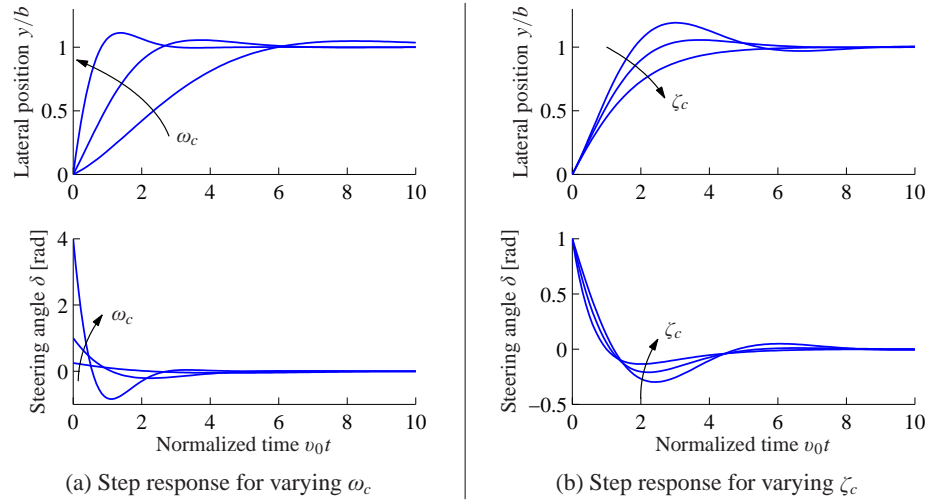 Lateral position y/b
1
0.5
0
0 2 4 6 8 10
ω_c
Steering angle δ [rad]
4
2
0
0 2 4 6 8 10
ω_c
Normalized time v₀t
(a) Step response for varying ω_c
Lateral position y/b
1
0.5
0
0 2 4 6 8 10
ζ_c
Steering angle δ [rad]
1
0.5
0
−0.5
0 2 4 6 8 10
ζ_c
Normalized time v₀t
(b) Step response for varying ζ_c